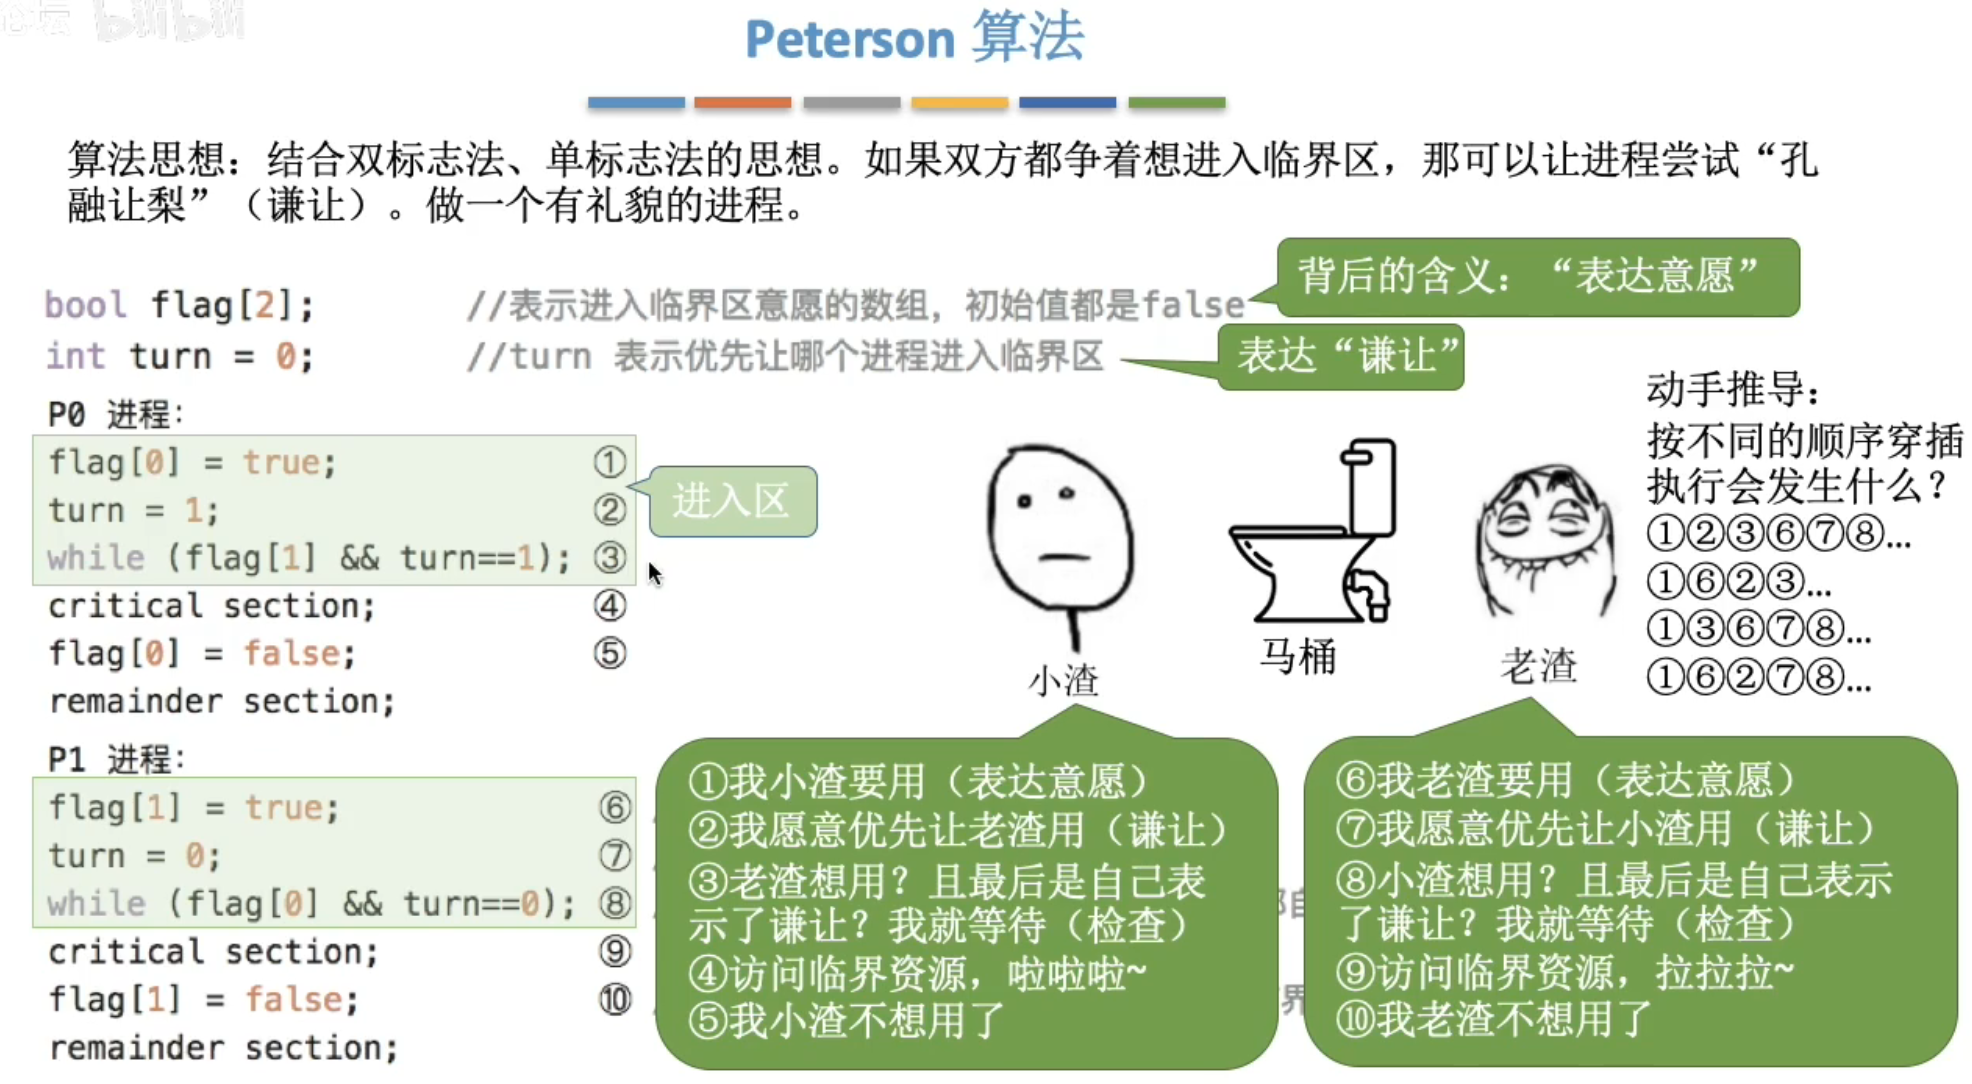 bilibili
Peterson 算法
算法思想：结合双标志法、单标志法的思想。如果双方都争着想进入临界区，那可以让进程尝试“孔
融让梨”（谦让）。做一个有礼貌的进程。
背后的含义：“表达意愿”
bool flag[2]; //表示进入临界区意愿的数组，初始值都是false
int turn = 0; //turn 表示优先让哪个进程进入临界区
表达“谦让”
P0 进程：
flag[0] = true; ①
turn = 1; ②
while (flag[1] && turn==1); ③
critical section; ④
flag[0] = false; ⑤
remainder section;
进入区
P1 进程：
flag[1] = true; ⑥
turn = 0; ⑦
while (flag[0] && turn==0); ⑧
critical section; ⑨
flag[1] = false; ⑩
remainder section;
小渣
马桶
老渣
动手推导：
按不同的顺序穿插
执行会发生什么？
①②③⑥⑦⑧...
①⑥②③...
①③⑥⑦⑧...
①⑥②⑦⑧...
①我小渣要用（表达意愿）
②我愿意优先让老渣用（谦让）
③老渣想用？且最后是自己表
示了谦让？我就等待（检查）
④访问临界资源，啦啦啦~
⑤我小渣不想用了
⑥我老渣要用（表达意愿）
⑦我愿意优先让小渣用（谦让）
⑧小渣想用？且最后是自己表示
了谦让？我就等待（检查）
⑨访问临界资源，拉拉拉~
⑩我老渣不想用了